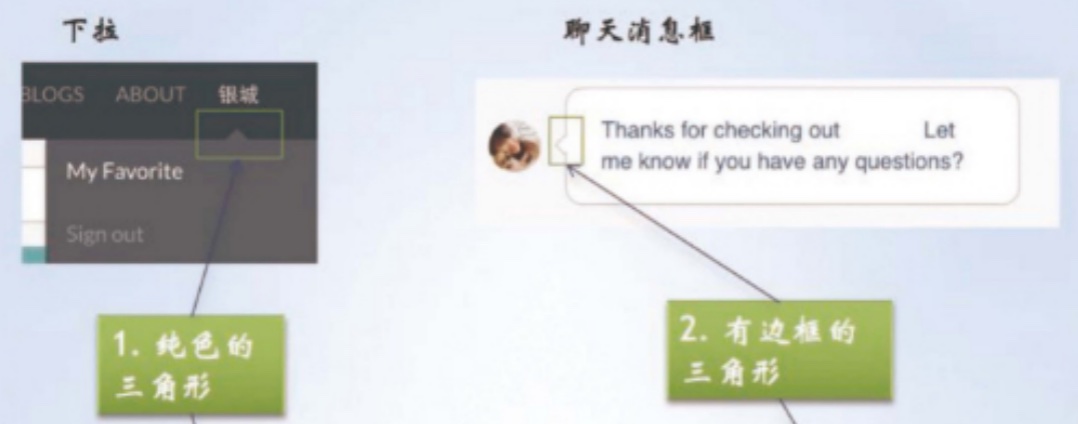 下拉
聊天消息框
BLOGS ABOUT 银城
My Favorite
Sign out
Thanks for checking out Let
me know if you have any questions?
1. 纯色的
三角形
2. 有边框的
三角形